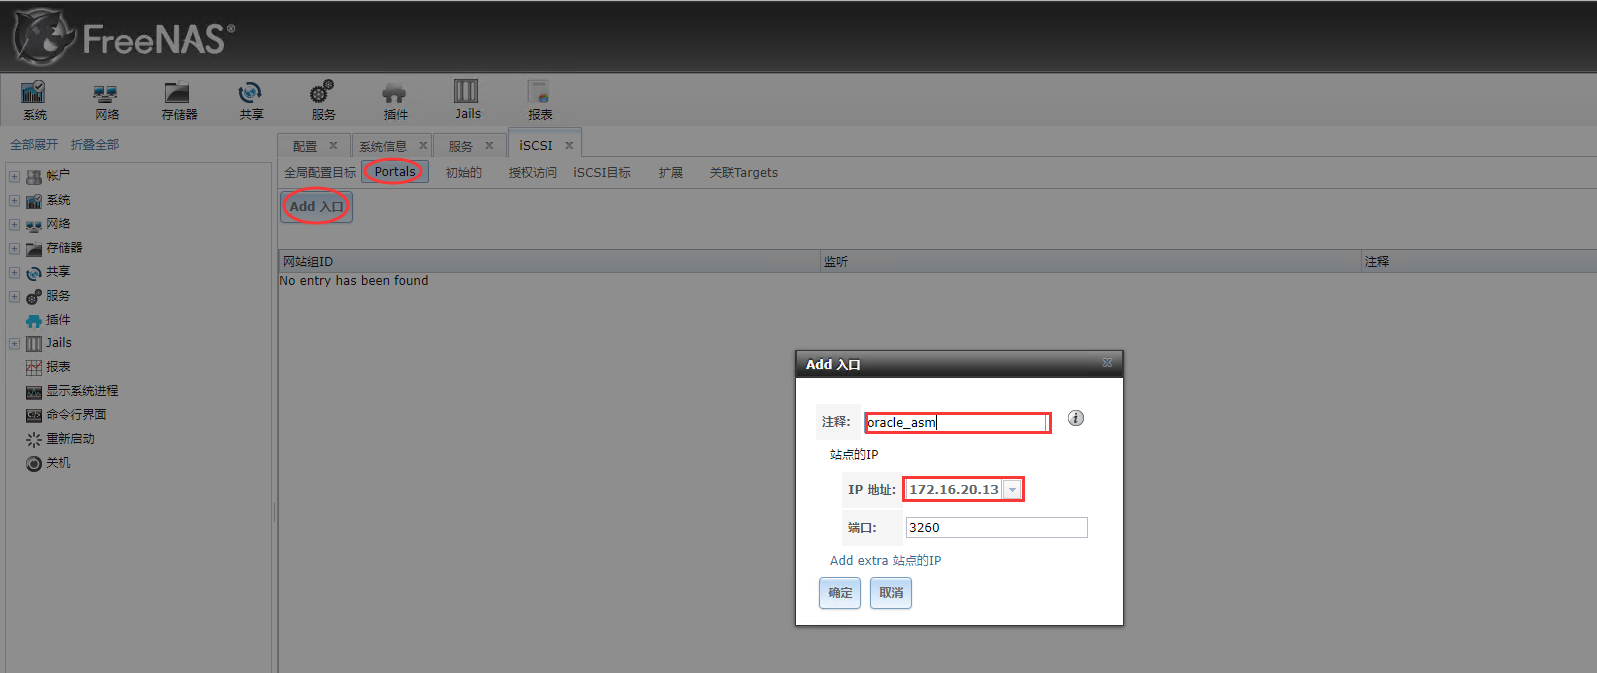 FreeNAS®
系统 网络 存储器 共享 服务 插件 Jails 报表
全部展开 折叠全部
帐户
系统
网络
存储器
共享
服务
插件
Jails
报表
显示系统进程
命令行界面
重新启动
关机
配置 系统信息 服务 iSCSI
全局配置目标 Portals 初始的 授权访问 iSCSI目标 扩展 关联Targets
Add 入口
网站组ID 监听 注释
No entry has been found
Add 入口
注释: oracle_asm
站点的IP
IP 地址: 172.16.20.13
端口: 3260
Add extra 站点的IP
确定 取消